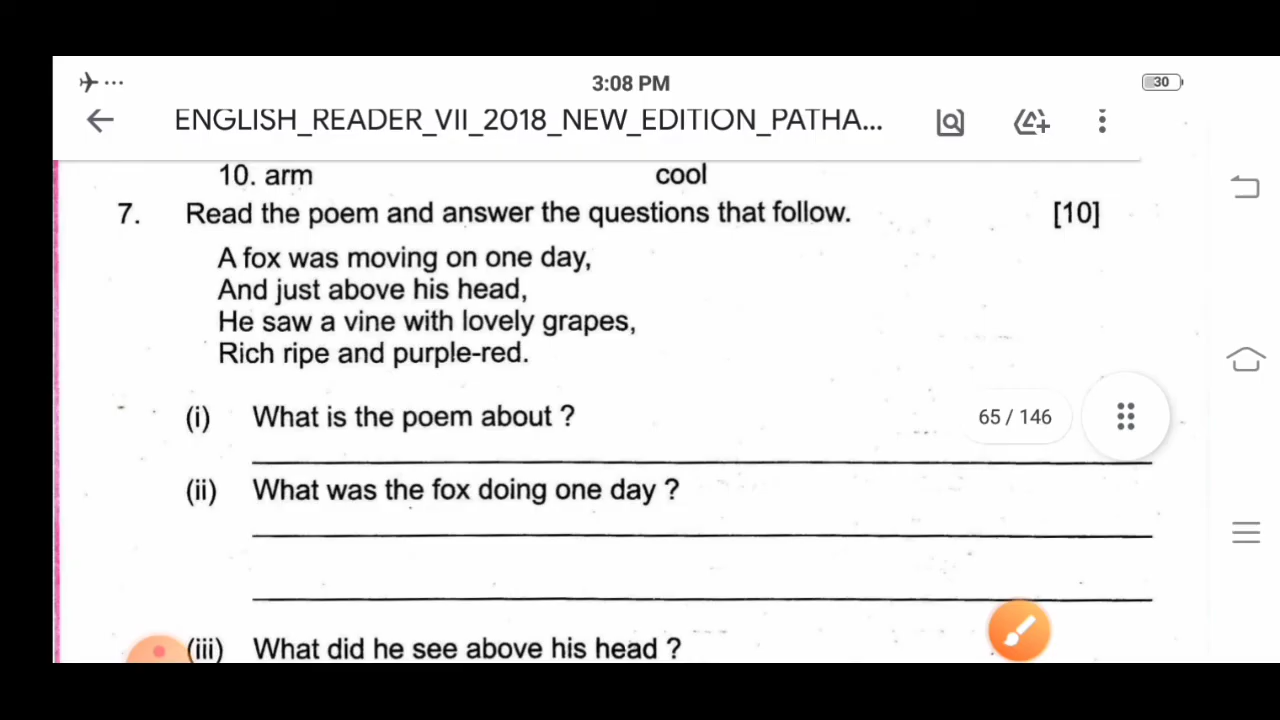 3:08 PM
30
ENGLISH_READER_VII_2018_NEW_EDITION_PATHA...
10. arm cool
7. Read the poem and answer the questions that follow. [10]
A fox was moving on one day,
And just above his head,
He saw a vine with lovely grapes,
Rich ripe and purple-red.
(i) What is the poem about ?
65 / 146
(ii) What was the fox doing one day ?
(iii) What did he see above his head ?